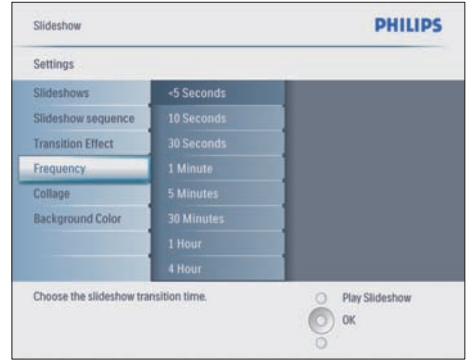 Slideshow
PHILIPS
Settings
Slideshows
Slideshow sequence
Transition Effect
Frequency
Collage
Background Color
<5 Seconds
10 Seconds
30 Seconds
1 Minute
5 Minutes
30 Minutes
1 Hour
4 Hour
Choose the slideshow transition time.
Play Slideshow
OK